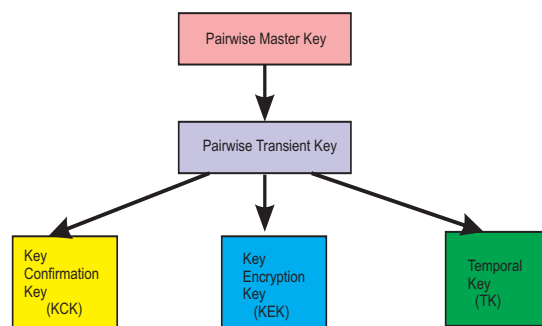 Pairwise Master Key
Pairwise Transient Key
Key
Confirmation
Key
(KCK)
Key
Encryption
Key
(KEK)
Temporal
Key
(TK)